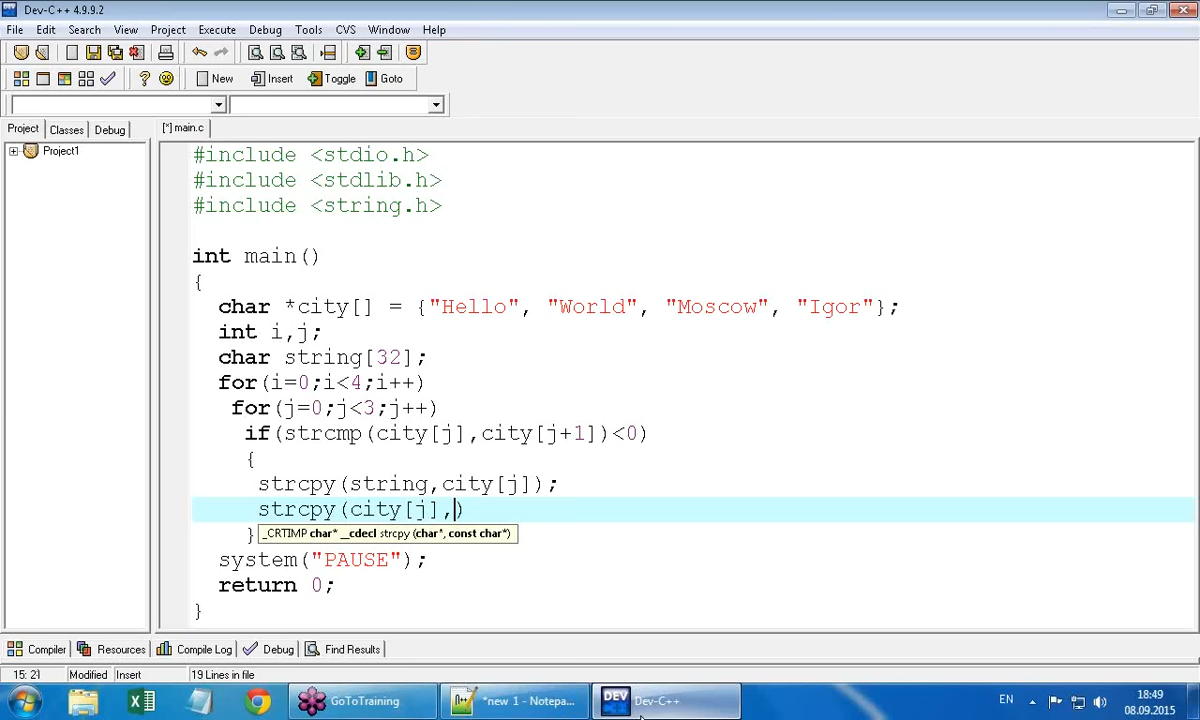 Dev-C++ 4.9.9.2
File Edit Search View Project Execute Debug Tools CVS Window Help
New Insert Toggle Goto
Project Classes Debug [*] main.c
Project1
#include <stdio.h>
#include <stdlib.h>
#include <string.h>
int main()
{
char *city[] = {"Hello", "World", "Moscow", "Igor"};
int i,j;
char string[32];
for(i=0;i<4;i++)
for(j=0;j<3;j++)
if(strcmp(city[j],city[j+1])<0)
{
strcpy(string,city[j]);
strcpy(city[j],)
} _CRTIMP char* __cdecl strcpy (char*, const char*)
system("PAUSE");
return 0;
}
Compiler Resources Compile Log Debug Find Results
15: 21 Modified Insert 19 Lines in file
GoToTraining *new 1 - Notepa... DEV Dev-C++ EN 18:49
08.09.2015